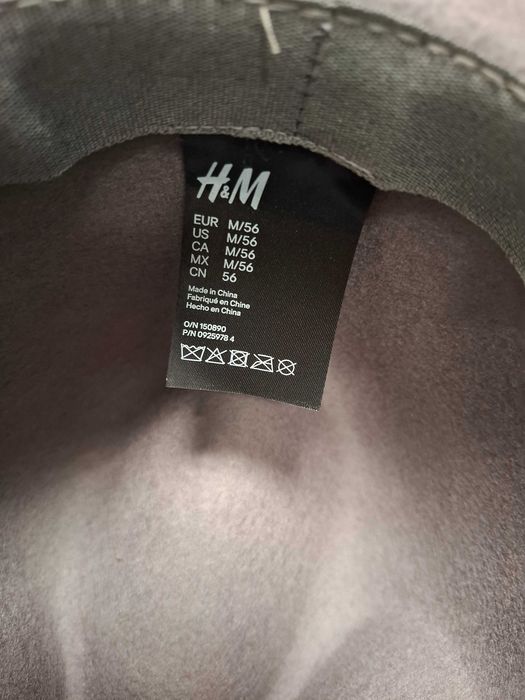 H&M
EUR M/56
US M/56
CA M/56
MX M/56
CN 56
Made in China
Fabriqué en Chine
Hecho en China
O/N 150890
P/N 0925978 4